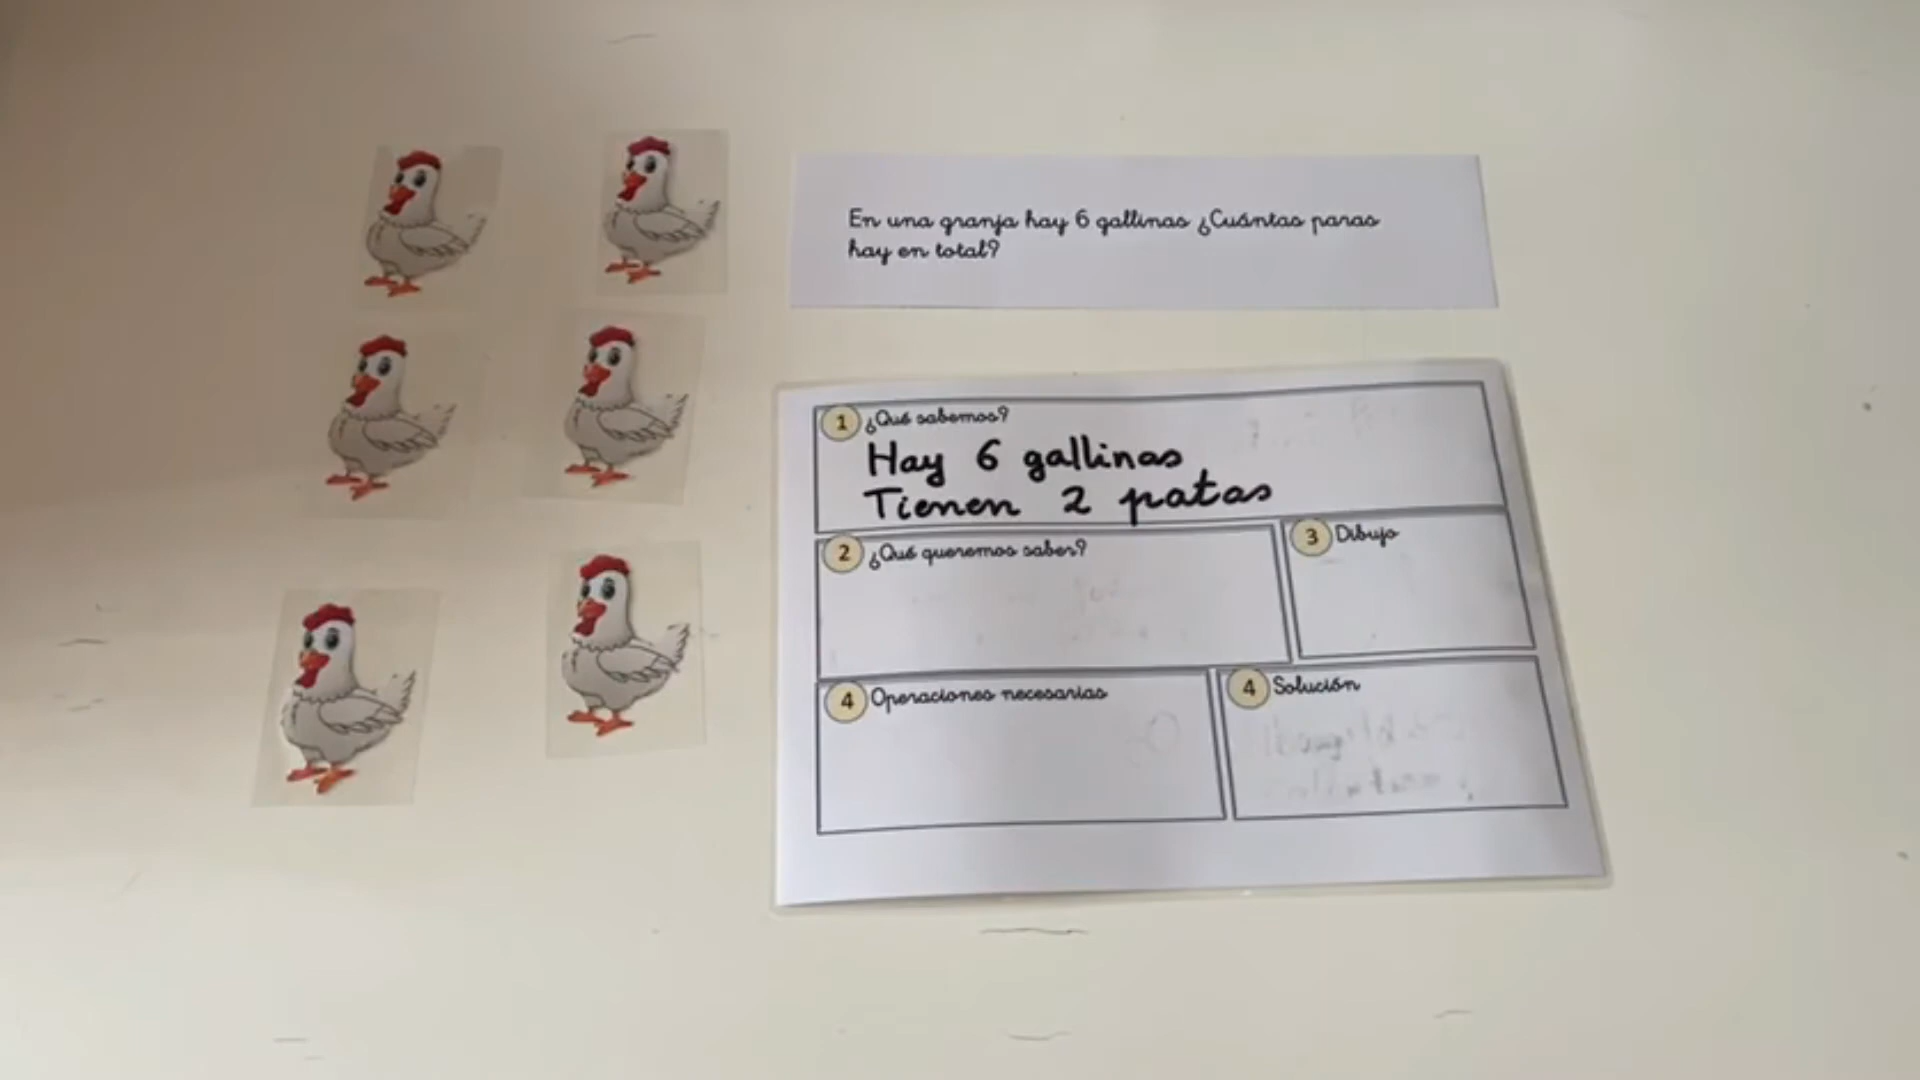 En una granja hay 6 gallinas ¿Cuántas paras
hay en total?
1 ¿Qué sabemos?
Hay 6 gallinas
Tienen 2 patas
2 ¿Qué queremos saber?
3 Dibujo
4 Operaciones necesarias
4 Solución